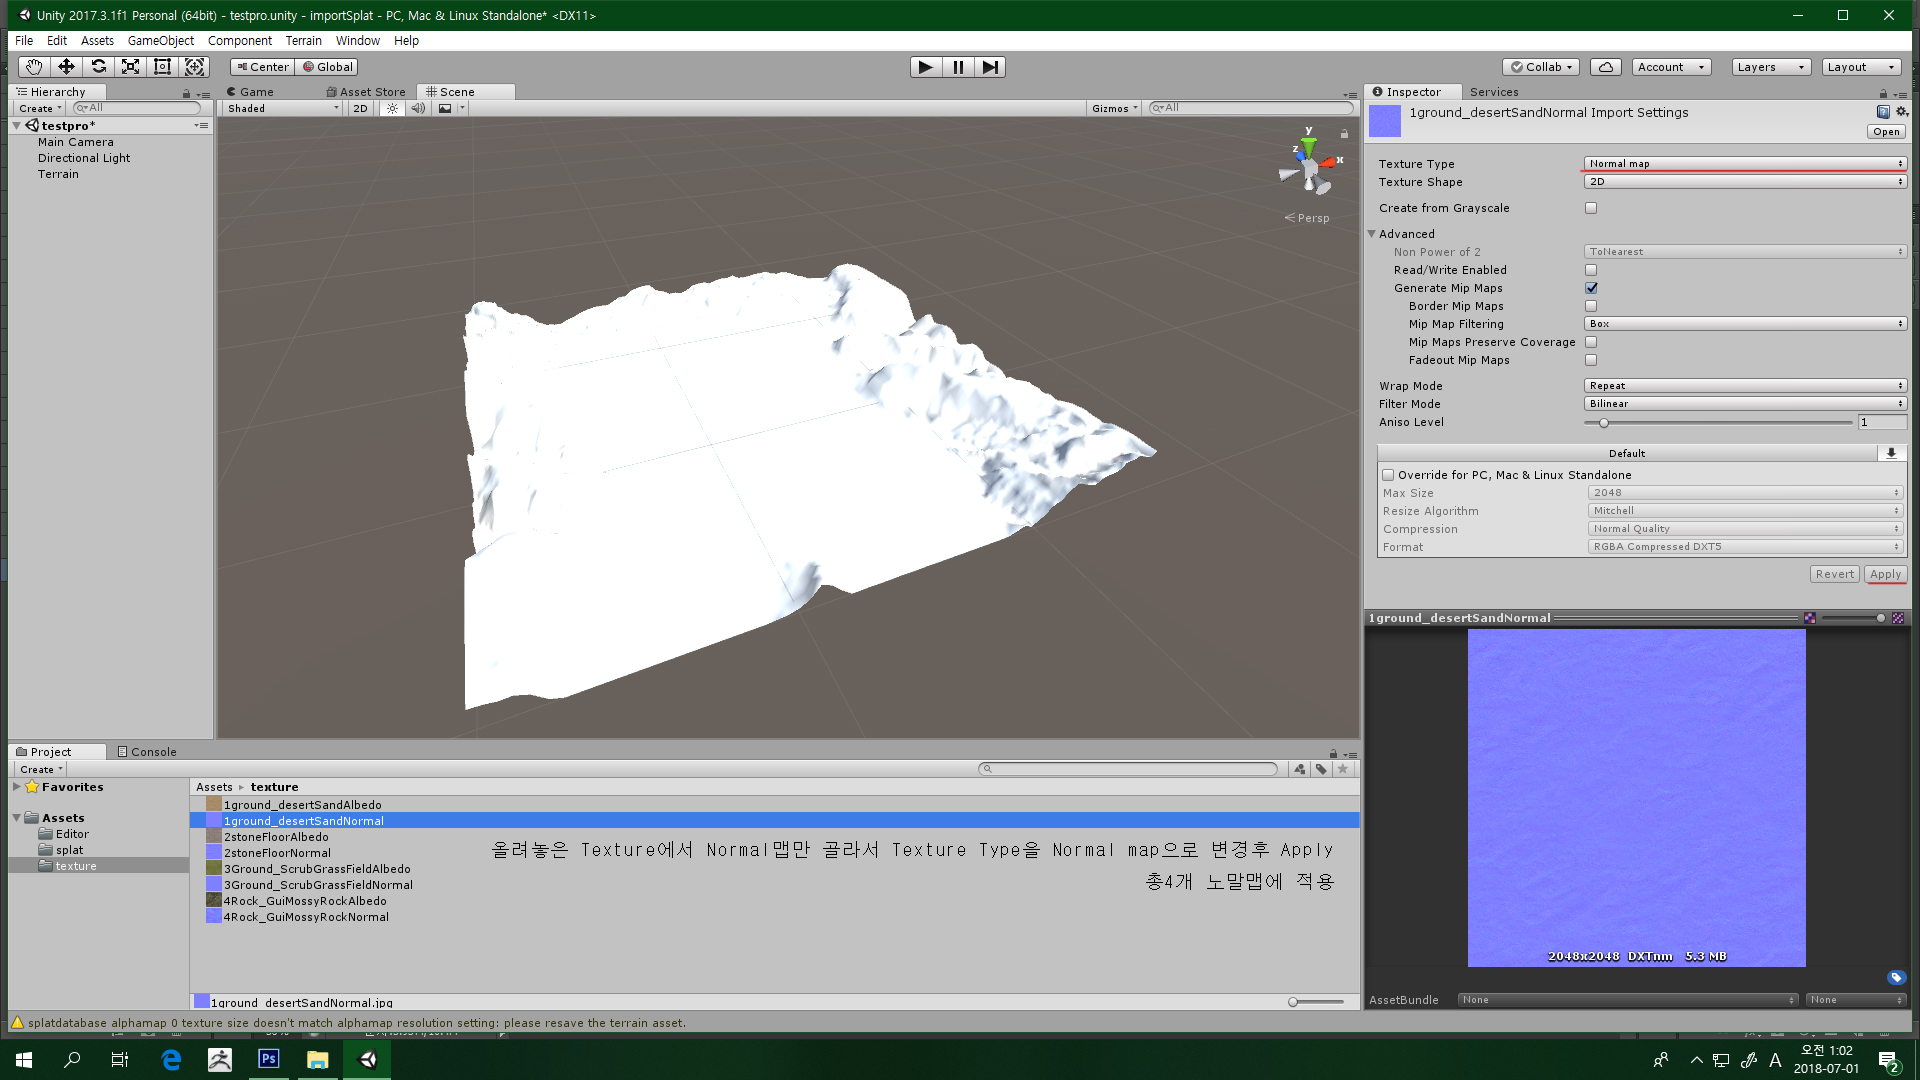 Unity 2017.3.1f1 Personal (64bit) - testpro.unity - importSplat - PC, Mac & Linux Standalone* <DX11>
File Edit Assets GameObject Component Terrain Window Help
Center Global
Collab Account Layers Layout
Hierarchy
Create All
testpro*
Main Camera
Directional Light
Terrain
Game Asset Store Scene
Shaded 2D Gizmos All
y
z x
Persp
Inspector Services
1ground_desertSandNormal Import Settings
Open
Texture Type Normal map
Texture Shape 2D
Create from Grayscale
Advanced
Non Power of 2 ToNearest
Read/Write Enabled
Generate Mip Maps
Border Mip Maps
Mip Map Filtering Box
Mip Maps Preserve Coverage
Fadeout Mip Maps
Wrap Mode Repeat
Filter Mode Bilinear
Aniso Level 1
Default
Override for PC, Mac & Linux Standalone
Max Size 2048
Resize Algorithm Mitchell
Compression Normal Quality
Format RGBA Compressed DXT5
Revert Apply
1ground_desertSandNormal
2048x2048 DXTnm 5.3 MB
AssetBundle None None
Project Console
Create
Favorites
Assets
Editor
splat
texture
Assets texture
1ground_desertSandAlbedo
1ground_desertSandNormal
2stoneFloorAlbedo
2stoneFloorNormal
3Ground_ScrubGrassFieldAlbedo
3Ground_ScrubGrassFieldNormal
4Rock_GuiMossyRockAlbedo
4Rock_GuiMossyRockNormal
올려놓은 Texture에서 Normal맵만 골라서 Texture Type을 Normal map으로 변경후 Apply
총4개 노말맵에 적용
1ground_desertSandNormal.jpg
splatdatabase alphamap 0 texture size doesn't match alphamap resolution setting: please resave the terrain asset.
Ps
A
오전 1:02
2018-07-01
2